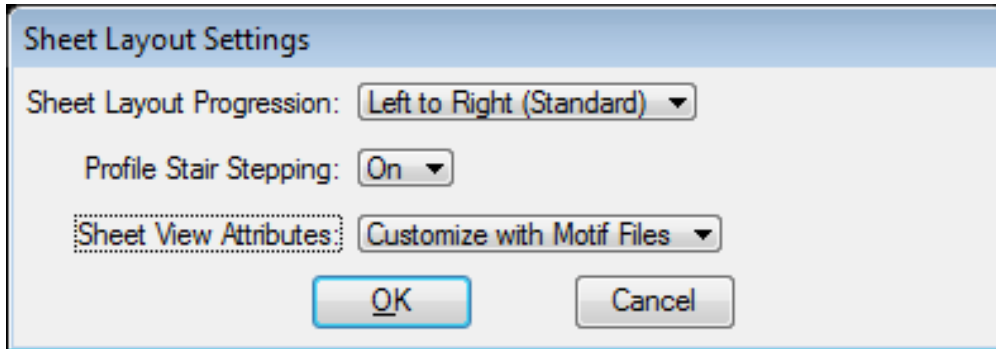 Sheet Layout Settings
Sheet Layout Progression: Left to Right (Standard)
Profile Stair Stepping: On
Sheet View Attributes: Customize with Motif Files
OK Cancel